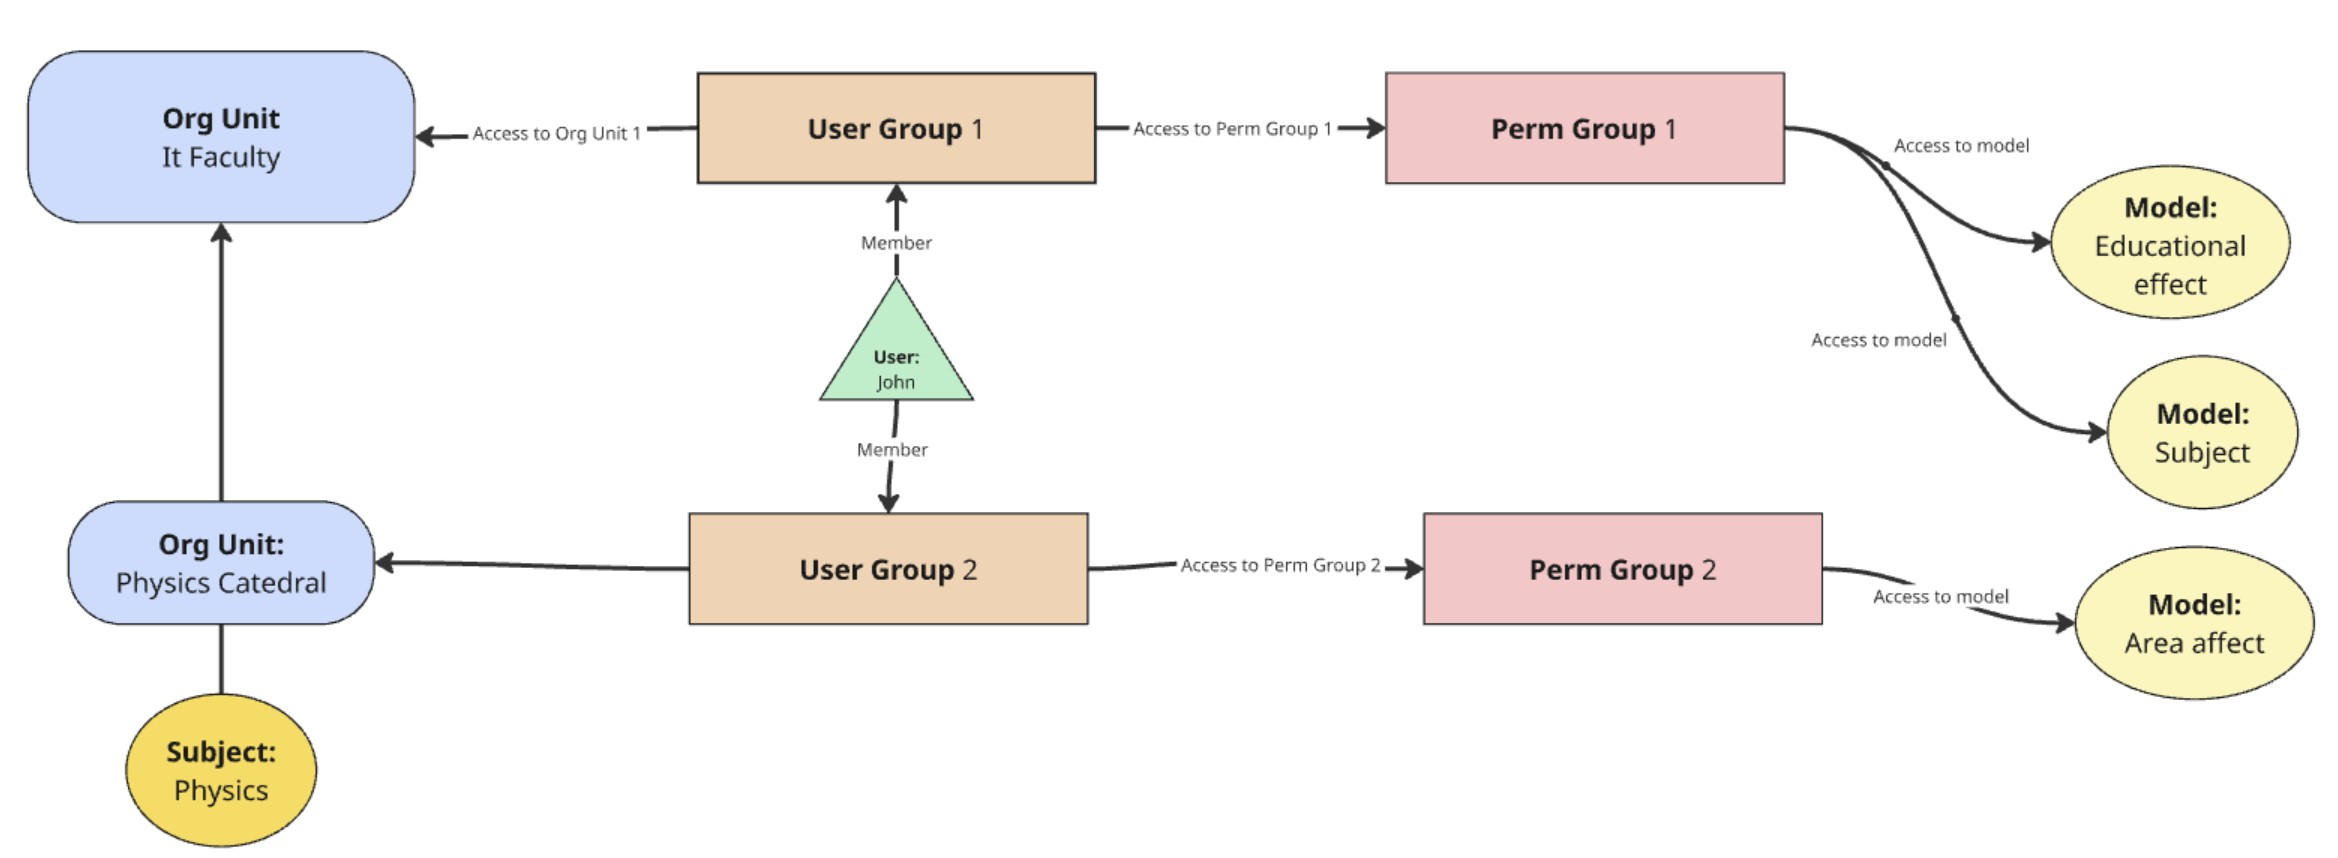 Org Unit
It Faculty
Access to Org Unit 1
User Group 1
Access to Perm Group 1
Perm Group 1
Access to model
Model:
Educational
effect
Member
User:
John
Access to model
Model:
Subject
Member
Org Unit:
Physics Catedral
User Group 2
Access to Perm Group 2
Perm Group 2
Access to model
Model:
Area affect
Subject:
Physics